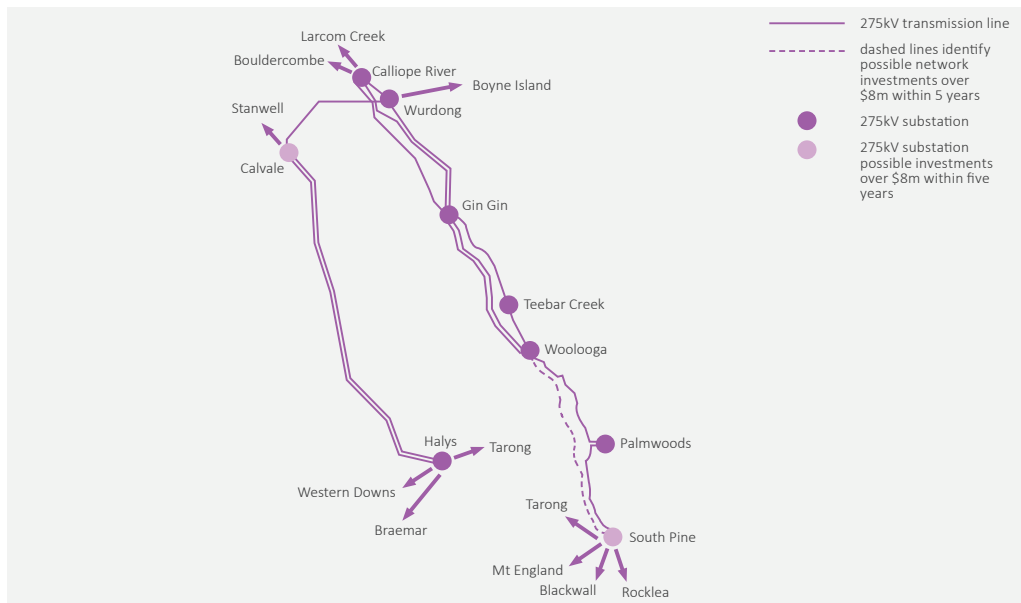 Larcom Creek
Bouldercombe
Calliope River
Boyne Island
Stanwell
Wurdong
Calvale
Gin Gin
Teebar Creek
Woolooga
Halys
Tarong
Palmwoods
Western Downs
Braemar
Tarong
South Pine
Mt England
Blackwall
Rocklea
275kV transmission line
dashed lines identify
possible network
investments over
$8m within 5 years
275kV substation
275kV substation
possible investments
over $8m within five
years